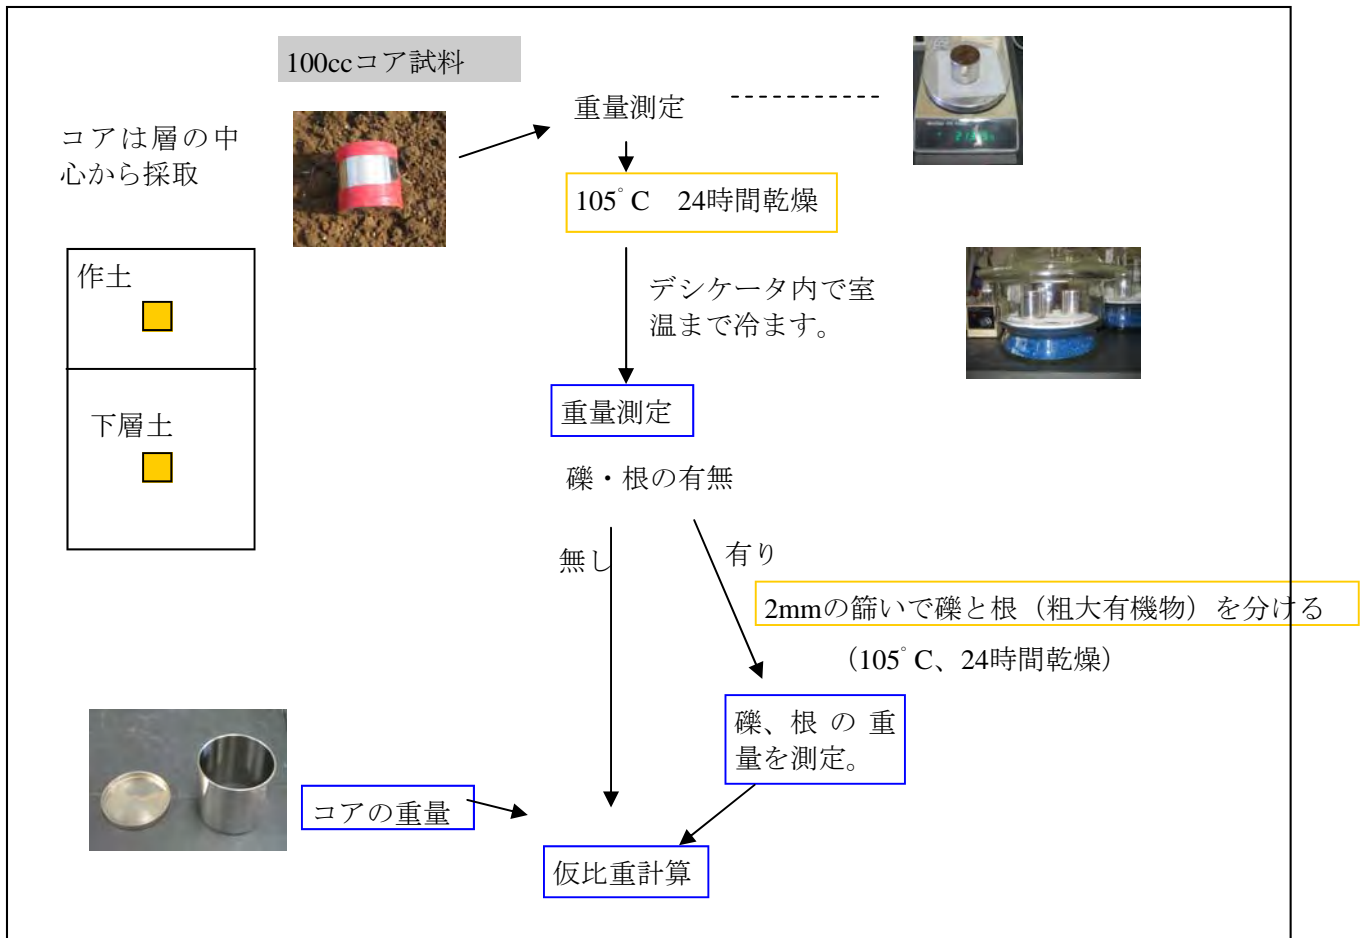 100ccコア試料
重量測定
コアは層の中
心から採取
105°C　24時間乾燥
作土
デシケータ内で室
温まで冷ます。
下層土
重量測定
礫・根の有無
無し
有り
2mmの篩いで礫と根（粗大有機物）を分ける
（105°C、24時間乾燥）
礫、根の重
量を測定。
コアの重量
仮比重計算